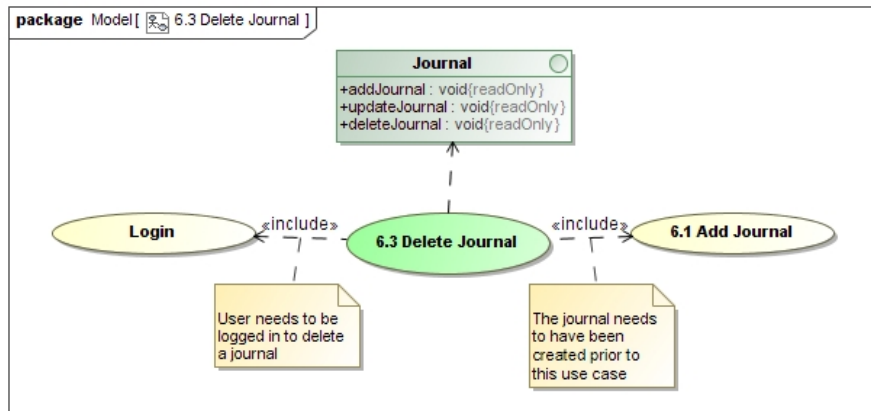 package Model[ 6.3 Delete Journal ]
Journal
+addJournal : void{readOnly}
+updateJournal : void{readOnly}
+deleteJournal : void{readOnly}
«include»
«include»
Login
6.3 Delete Journal
6.1 Add Journal
User needs to be
logged in to delete
a journal
The journal needs
to have been
created prior to
this use case